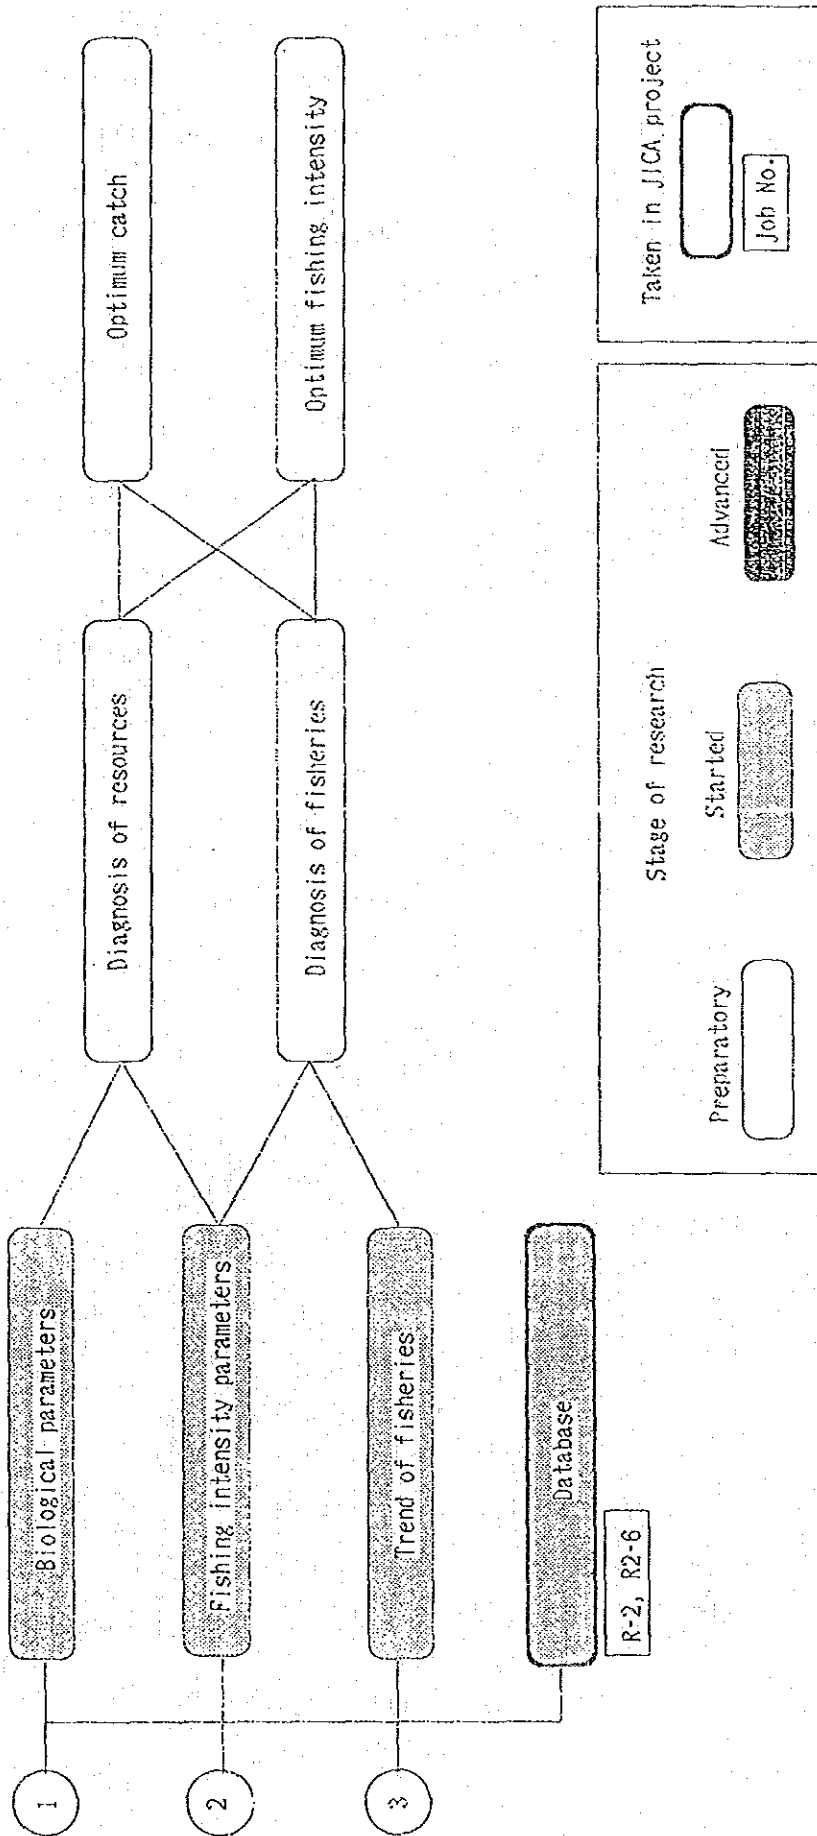 1
Biological parameters
2
Fishing intensity parameters
3
Trend of fisheries
Database
R-2, R2-6
Diagnosis of resources
Diagnosis of fisheries
Optimum catch
Optimum fishing intensity
Stage of research
Preparatory
Started
Advanced
Taken in JICA project
Job No.